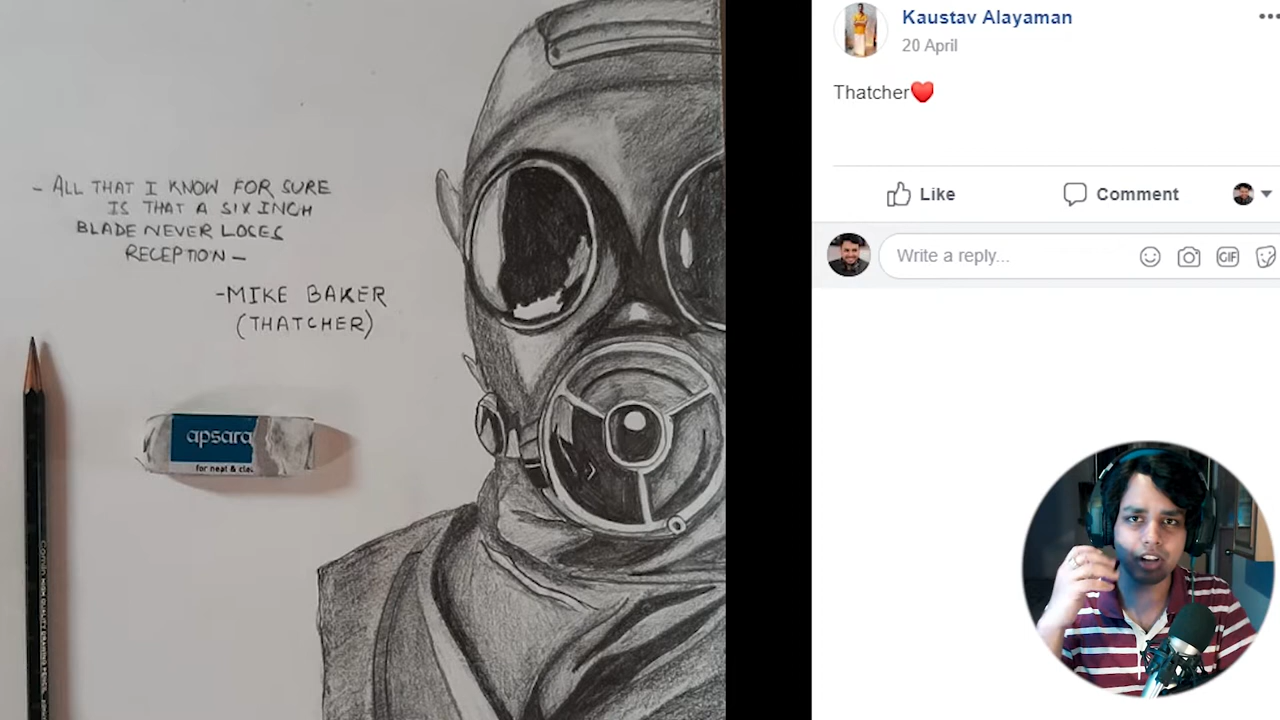 - ALL THAT I KNOW FOR SURE
IS THAT A SIX INCH
BLADE NEVER LOSES
RECEPTION -
-MIKE BAKER
(THATCHER)
apsara
for neat & clea
Kaustav Alayaman
20 April
Thatcher❤️
Like
Comment
Write a reply...
GIF